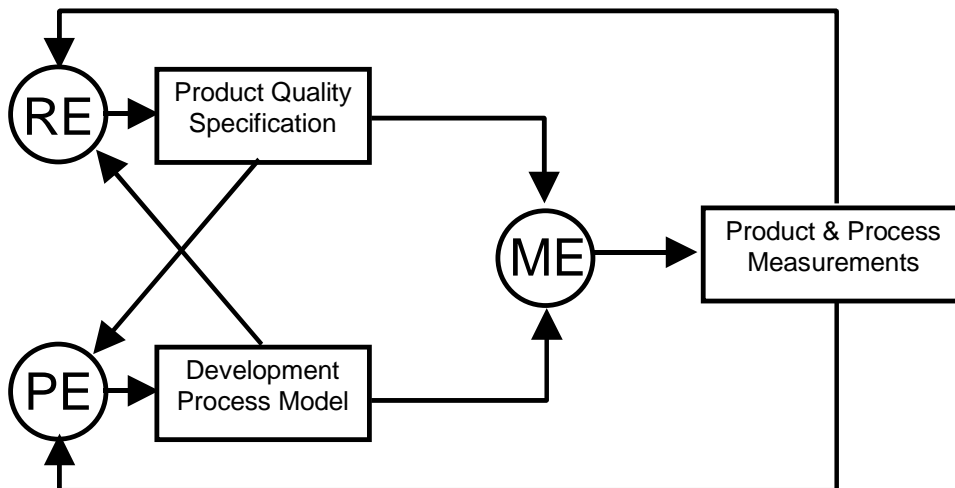 RE
Product Quality
Specification
ME
Product & Process
Measurements
PE
Development
Process Model